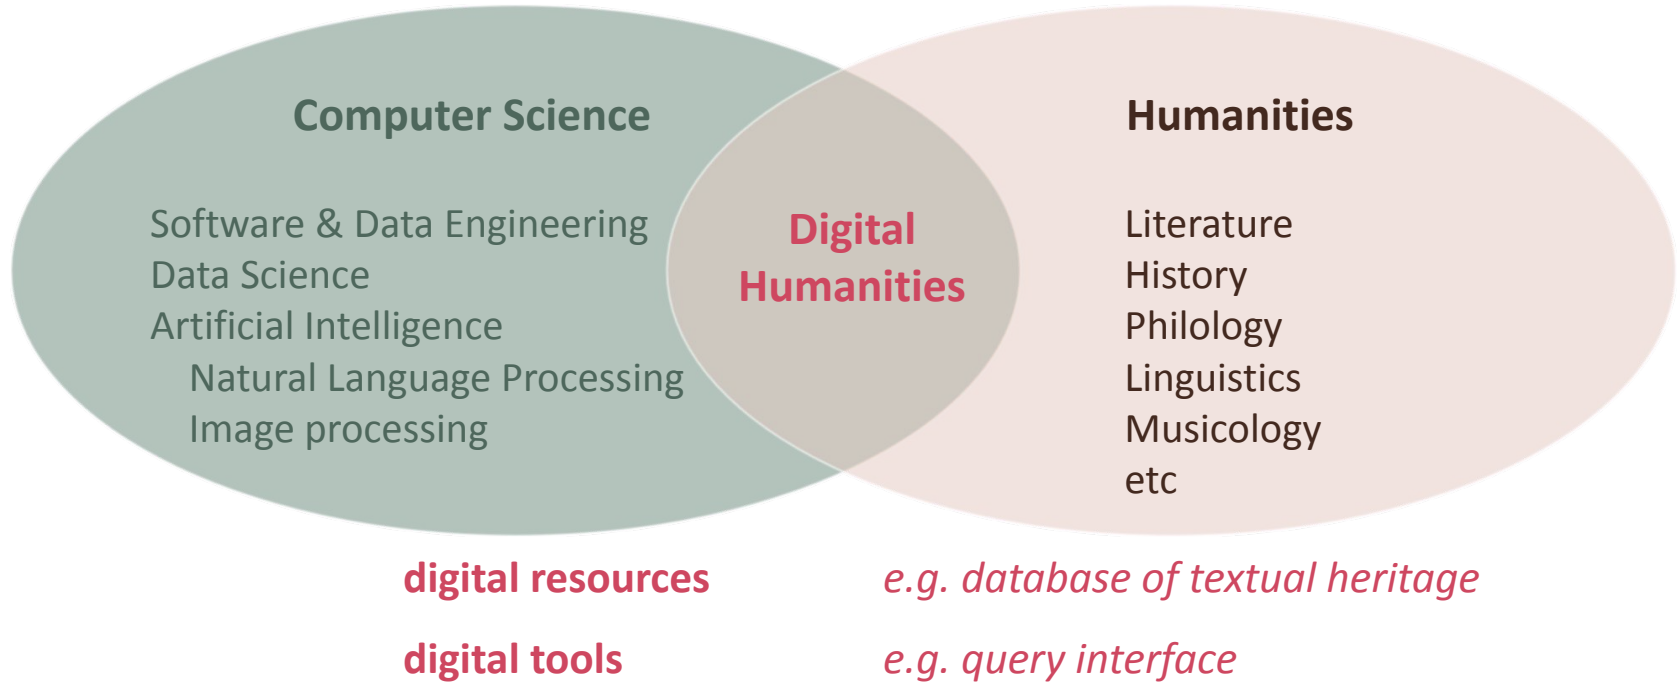 Computer Science
Software & Data Engineering
Data Science
Artificial Intelligence
Natural Language Processing
Image processing
Digital
Humanities
Humanities
Literature
History
Philology
Linguistics
Musicology
etc
digital resources
e.g. database of textual heritage
digital tools
e.g. query interface